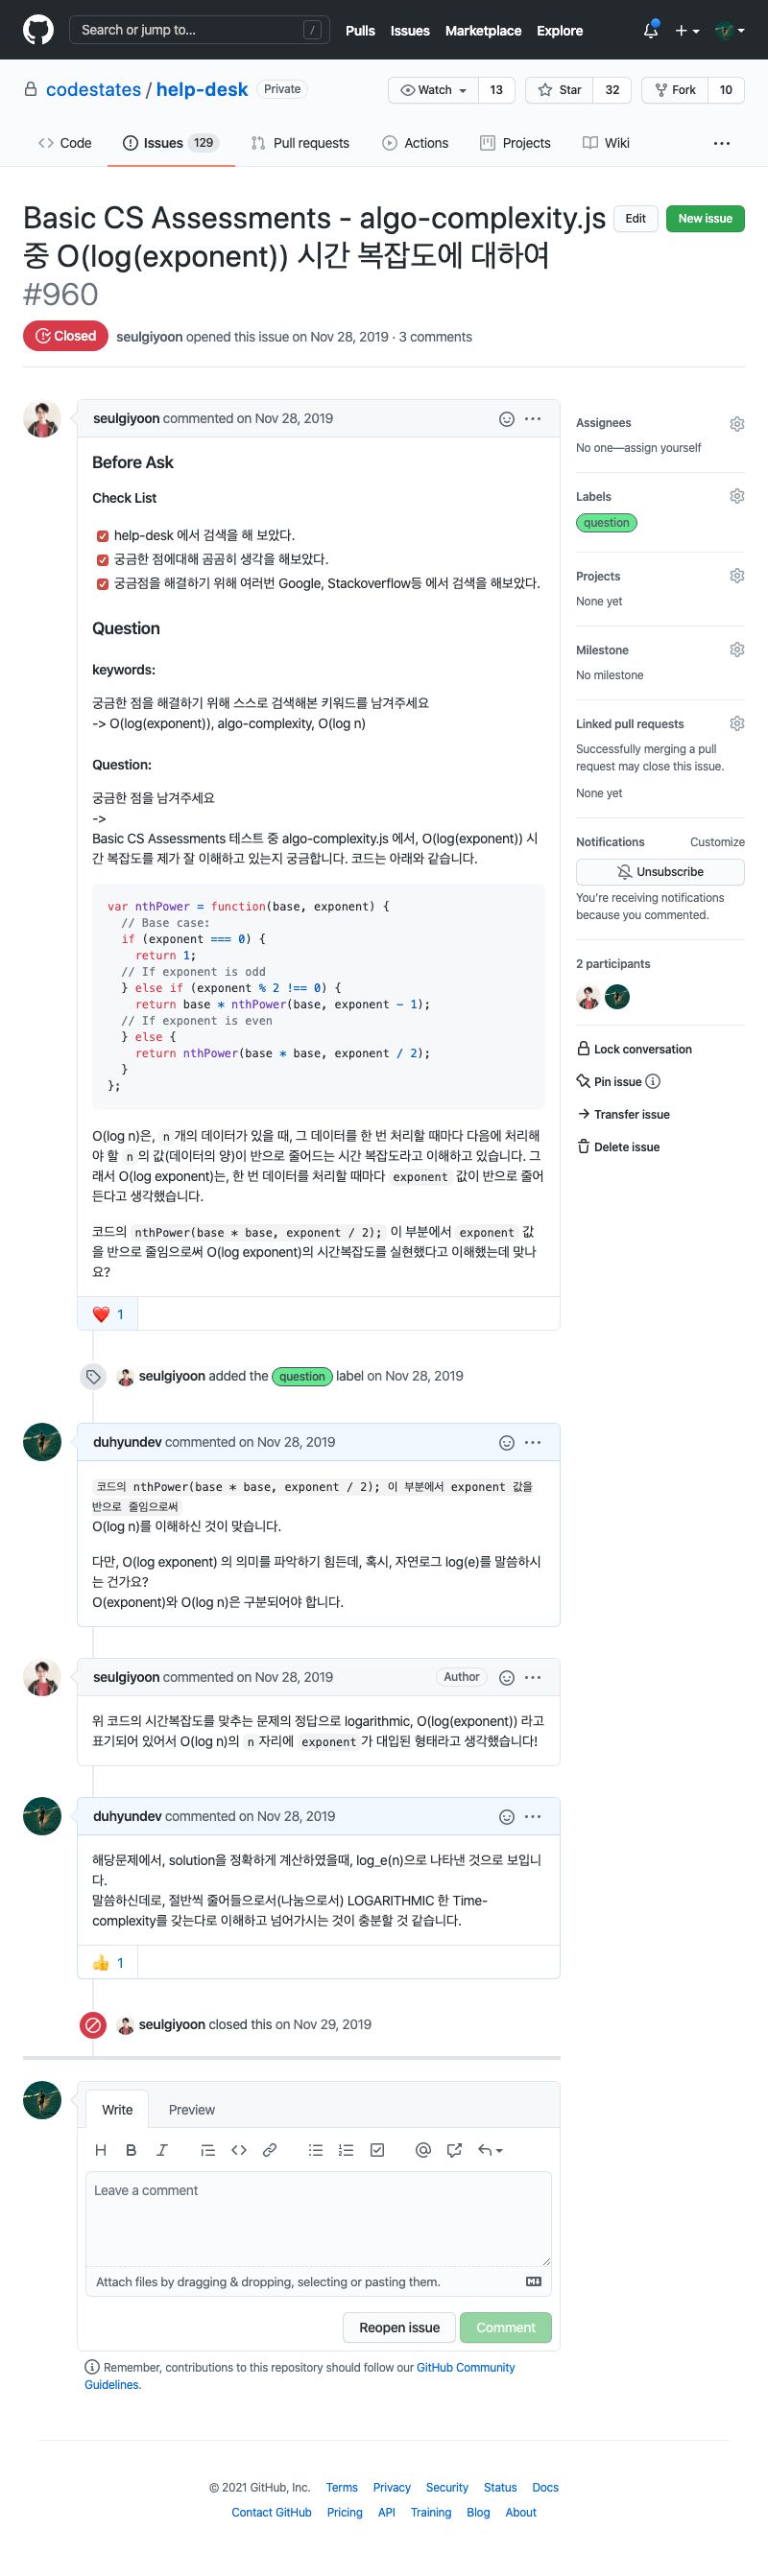 Search or jump to... /
Pulls Issues Marketplace Explore
codestates / help-desk Private
Watch 13 Star 32 Fork 10
Code Issues 129 Pull requests Actions Projects Wiki
Basic CS Assessments - algo-complexity.js
중 O(log(exponent)) 시간 복잡도에 대하여
#960
Edit New issue
Closed seulgiyoon opened this issue on Nov 28, 2019 · 3 comments
seulgiyoon commented on Nov 28, 2019
Before Ask
Check List
help-desk 에서 검색을 해 보았다.
궁금한 점에대해 곰곰히 생각을 해보았다.
궁금점을 해결하기 위해 여러번 Google, Stackoverflow등 에서 검색을 해보았다.
Question
keywords:
궁금한 점을 해결하기 위해 스스로 검색해본 키워드를 남겨주세요
-> O(log(exponent)), algo-complexity, O(log n)
Question:
궁금한 점을 남겨주세요
->
Basic CS Assessments 테스트 중 algo-complexity.js 에서, O(log(exponent)) 시
간 복잡도를 제가 잘 이해하고 있는지 궁금합니다. 코드는 아래와 같습니다.
var nthPower = function(base, exponent) {
// Base case:
if (exponent === 0) {
return 1;
// If exponent is odd
} else if (exponent % 2 !== 0) {
return base * nthPower(base, exponent - 1);
// If exponent is even
} else {
return nthPower(base * base, exponent / 2);
}
};
O(log n)은, n 개의 데이터가 있을 때, 그 데이터를 한 번 처리할 때마다 다음에 처리해
야 할 n 의 값(데이터의 양)이 반으로 줄어드는 시간 복잡도라고 이해하고 있습니다. 그
래서 O(log exponent)는, 한 번 데이터를 처리할 때마다 exponent 값이 반으로 줄어
든다고 생각했습니다.
코드의 nthPower(base * base, exponent / 2); 이 부분에서 exponent 값
을 반으로 줄임으로써 O(log exponent)의 시간복잡도를 실현했다고 이해했는데 맞나
요?
❤️ 1
seulgiyoon added the question label on Nov 28, 2019
duhyundev commented on Nov 28, 2019
코드의 nthPower(base * base, exponent / 2); 이 부분에서 exponent 값을
반으로 줄임으로써
O(log n)를 이해하신 것이 맞습니다.
다만, O(log exponent) 의 의미를 파악하기 힘든데, 혹시, 자연로그 log(e)를 말씀하시
는 건가요?
O(exponent)와 O(log n)은 구분되어야 합니다.
seulgiyoon commented on Nov 28, 2019 Author
위 코드의 시간복잡도를 맞추는 문제의 정답으로 logarithmic, O(log(exponent)) 라고
표기되어 있어서 O(log n)의 n 자리에 exponent 가 대입된 형태라고 생각했습니다!
duhyundev commented on Nov 28, 2019
해당문제에서, solution을 정확하게 계산하였을때, log_e(n)으로 나타낸 것으로 보입니
다.
말씀하신데로, 절반씩 줄어들으로서(나눔으로서) LOGARITHMIC 한 Time-
complexity를 갖는다로 이해하고 넘어가시는 것이 충분할 것 같습니다.
👍 1
seulgiyoon closed this on Nov 29, 2019
Write Preview
Leave a comment
Attach files by dragging & dropping, selecting or pasting them.
Reopen issue Comment
Remember, contributions to this repository should follow our GitHub Community
Guidelines.
Assignees
No one—assign yourself
Labels
question
Projects
None yet
Milestone
No milestone
Linked pull requests
Successfully merging a pull
request may close this issue.
None yet
Notifications Customize
Unsubscribe
You're receiving notifications
because you commented.
2 participants
Lock conversation
Pin issue
Transfer issue
Delete issue
© 2021 GitHub, Inc. Terms Privacy Security Status Docs
Contact GitHub Pricing API Training Blog About